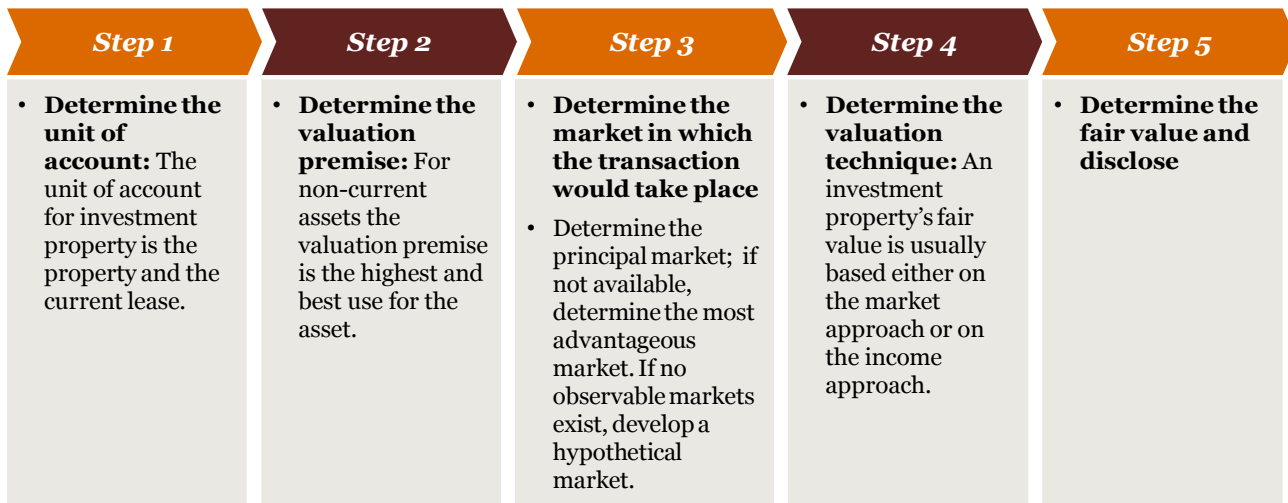 Step 1
Step 2
Step 3
Step 4
Step 5
• Determine the
unit of
account: The
unit of account
for investment
property is the
property and the
current lease.
• Determine the
valuation
premise: For
non-current
assets the
valuation premise
is the highest and
best use for the
asset.
• Determine the
market in which
the transaction
would take place
• Determine the
principal market; if
not available,
determine the most
advantageous
market. If no
observable markets
exist, develop a
hypothetical
market.
• Determine the
valuation
technique: An
investment
property’s fair
value is usually
based either on
the market
approach or on
the income
approach.
• Determine the
fair value and
disclose